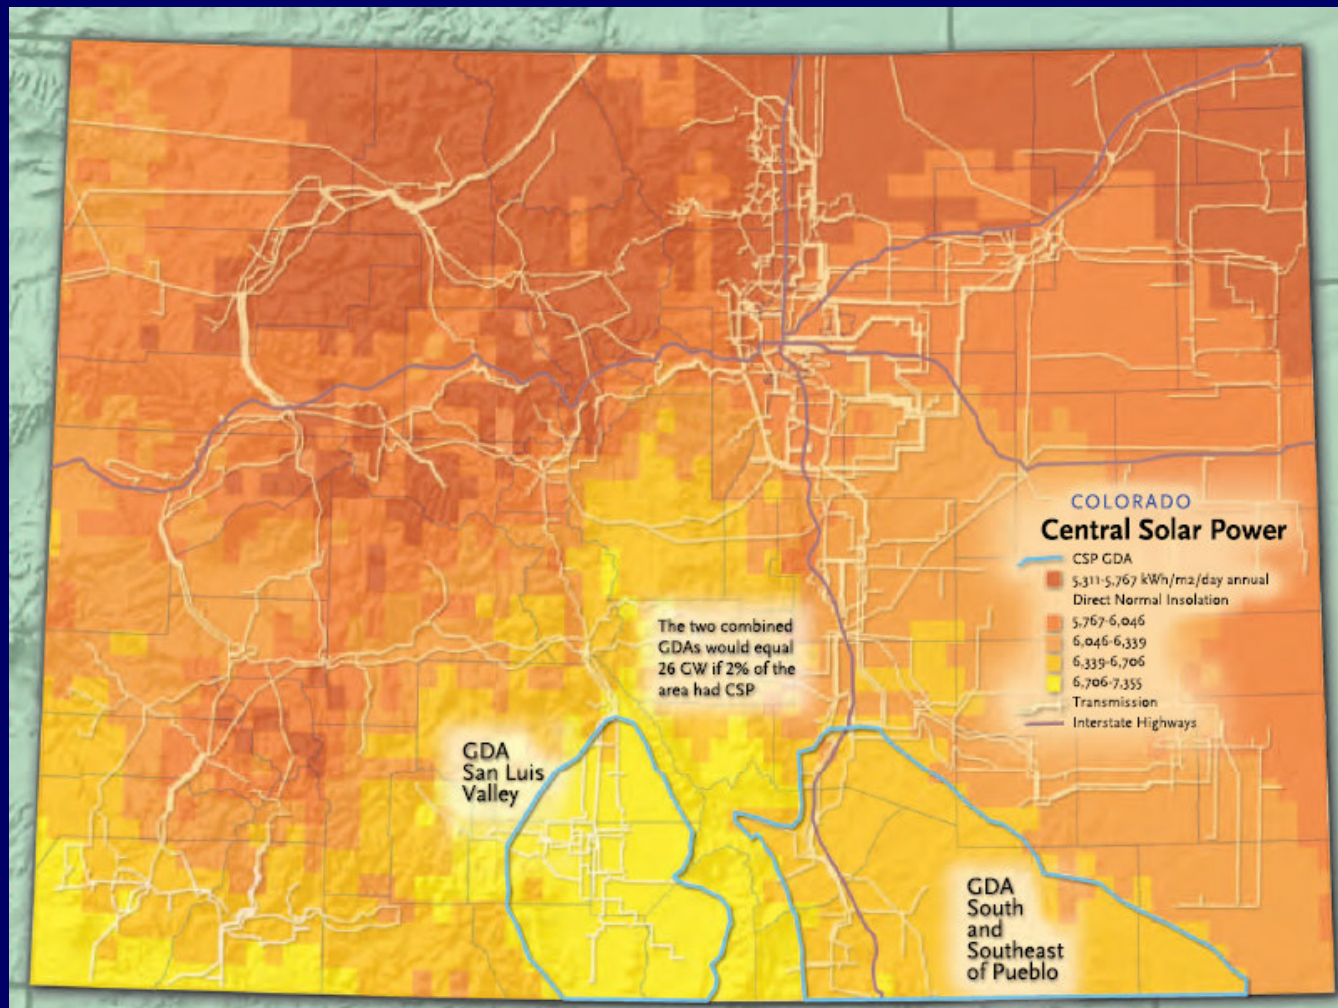 COLORADO
Central Solar Power
CSP GDA
5,311-5,767 kWh/m2/day annual
Direct Normal Insolation
5,767-6,046
6,046-6,339
6,339-6,706
6,706-7,355
Transmission
Interstate Highways
The two combined
GDAs would equal
26 GW if 2% of the
area had CSP
GDA
San Luis
Valley
GDA
South
and
Southeast
of Pueblo